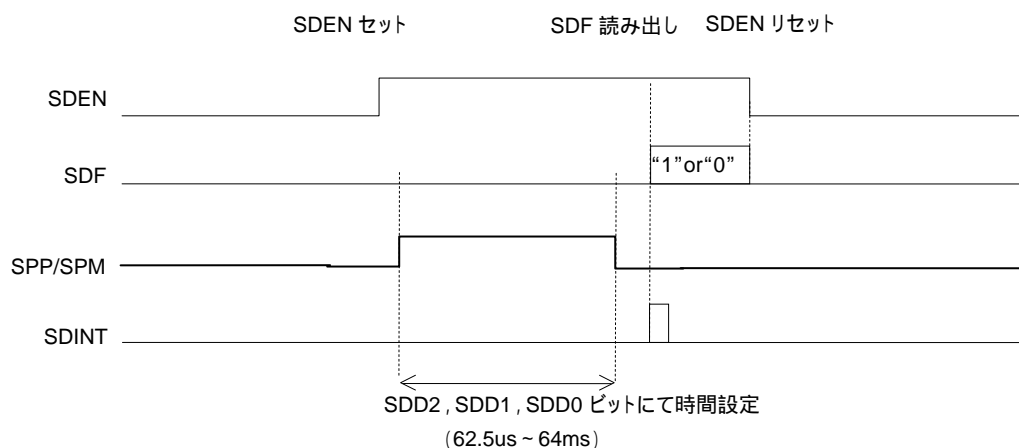 SDEN セット SDF 読み出し SDEN リセット
SDEN
SDF
“1”or“0”
SPP/SPM
SDINT
SDD2 , SDD1 , SDD0 ビットにて時間設定
(62.5us ~ 64ms)